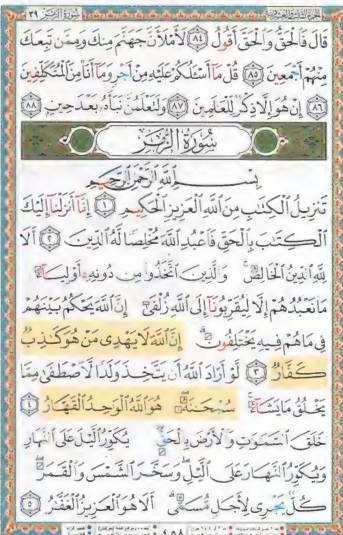 الجزء الثالث والعشرون سورة الزمر ٣٩
قَالَ فَٱلْحَقُّ وَٱلْحَقَّ أَقُولُ ٨٤ لَأَمْلَأَنَّ جَهَنَّمَ مِنكَ وَمِمَّن تَبِعَكَ
مِنْهُمْ أَجْمَعِينَ ٨٥ قُلْ مَآ أَسْـَٔلُكُمْ عَلَيْهِ مِنْ أَجْرٍ وَمَآ أَنَا۠ مِنَ ٱلْمُتَكَلِّفِينَ
٨٦ إِنْ هُوَ إِلَّا ذِكْرٌ لِّلْعَـٰلَمِينَ ٨٧ وَلَتَعْلَمُنَّ نَبَأَهُۥ بَعْدَ حِينٍۭ ٨٨
سُورَةُ ٱلزُّمَرِ
بِسْمِ ٱللَّهِ ٱلرَّحْمَـٰنِ ٱلرَّحِيمِ
تَنزِيلُ ٱلْكِتَـٰبِ مِنَ ٱللَّهِ ٱلْعَزِيزِ ٱلْحَكِيمِ ١ إِنَّآ أَنزَلْنَآ إِلَيْكَ
ٱلْكِتَـٰبَ بِٱلْحَقِّ فَٱعْبُدِ ٱللَّهَ مُخْلِصًا لَّهُ ٱلدِّينَ ٢ أَلَا
لِلَّهِ ٱلدِّينُ ٱلْخَالِصُ ۚ وَٱلَّذِينَ ٱتَّخَذُوا۟ مِن دُونِهِۦٓ أَوْلِيَآءَ
مَا نَعْبُدُهُمْ إِلَّا لِيُقَرِّبُونَآ إِلَى ٱللَّهِ زُلْفَىٰٓ إِنَّ ٱللَّهَ يَحْكُمُ بَيْنَهُمْ
فِى مَا هُمْ فِيهِ يَخْتَلِفُونَ ۗ إِنَّ ٱللَّهَ لَا يَهْدِى مَنْ هُوَ كَـٰذِبٌ
كَفَّارٌ ٣ لَّوْ أَرَادَ ٱللَّهُ أَن يَتَّخِذَ وَلَدًا لَّٱصْطَفَىٰ مِمَّا
يَخْلُقُ مَا يَشَآءُ ۚ سُبْحَـٰنَهُۥ ۖ هُوَ ٱللَّهُ ٱلْوَٰحِدُ ٱلْقَهَّارُ ٤
خَلَقَ ٱلسَّمَـٰوَٰتِ وَٱلْأَرْضَ بِٱلْحَقِّ ۖ يُكَوِّرُ ٱلَّيْلَ عَلَى ٱلنَّهَارِ
وَيُكَوِّرُ ٱلنَّهَارَ عَلَى ٱلَّيْلِ ۖ وَسَخَّرَ ٱلشَّمْسَ وَٱلْقَمَرَ ۖ
كُلٌّ يَجْرِى لِأَجَلٍ مُّسَمًّى ۗ أَلَا هُوَ ٱلْعَزِيزُ ٱلْغَفَّـٰرُ ٥
٤٥٨